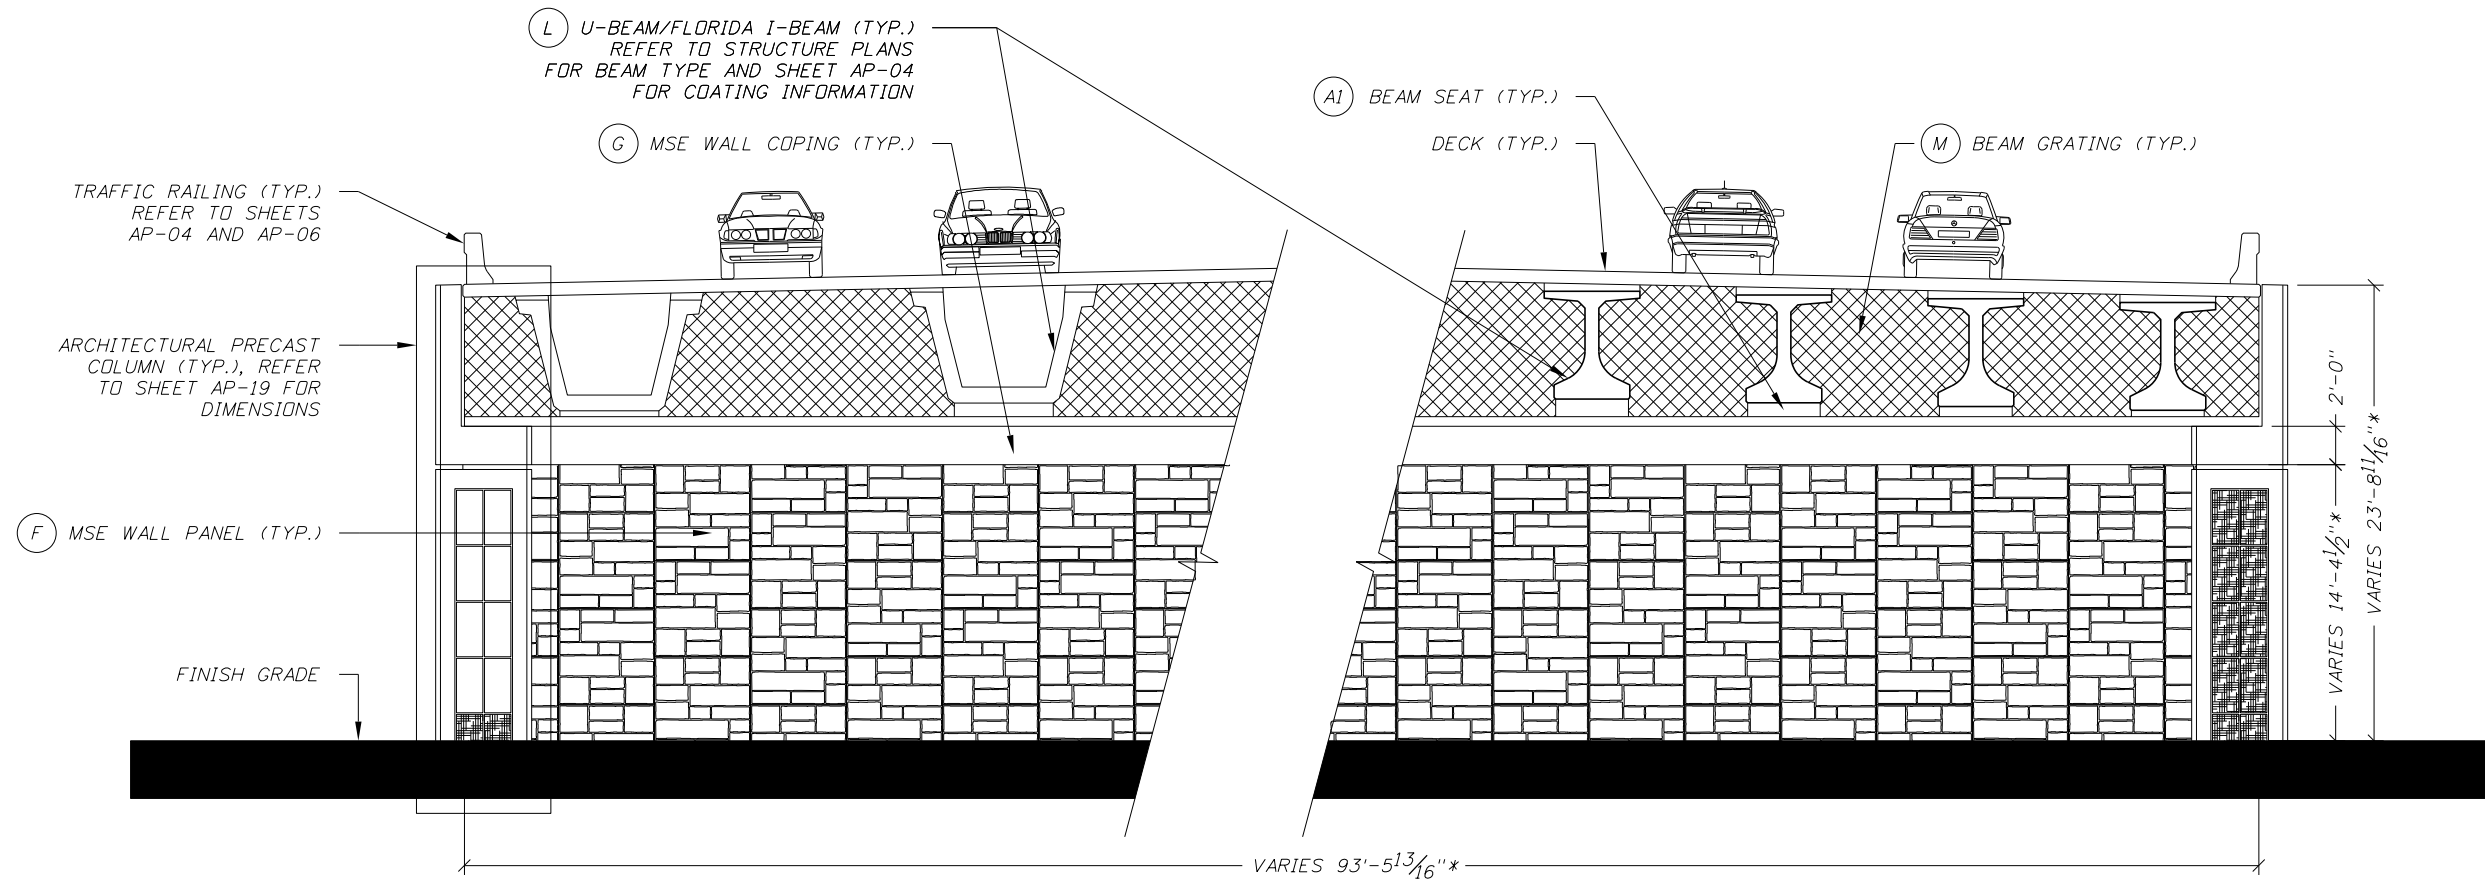 L U-BEAM/FLORIDA I-BEAM (TYP.)
REFER TO STRUCTURE PLANS
FOR BEAM TYPE AND SHEET AP-04
FOR COATING INFORMATION
A1 BEAM SEAT (TYP.)
G MSE WALL COPING (TYP.)
DECK (TYP.)
M BEAM GRATING (TYP.)
TRAFFIC RAILING (TYP.)
REFER TO SHEETS
AP-04 AND AP-06
ARCHITECTURAL PRECAST
COLUMN (TYP.), REFER
TO SHEET AP-19 FOR
DIMENSIONS
F MSE WALL PANEL (TYP.)
FINISH GRADE
2'-0"
VARIES 14'-4 1/2"*
VARIES 23'-8 11/16"*
VARIES 93'-5 13/16"*